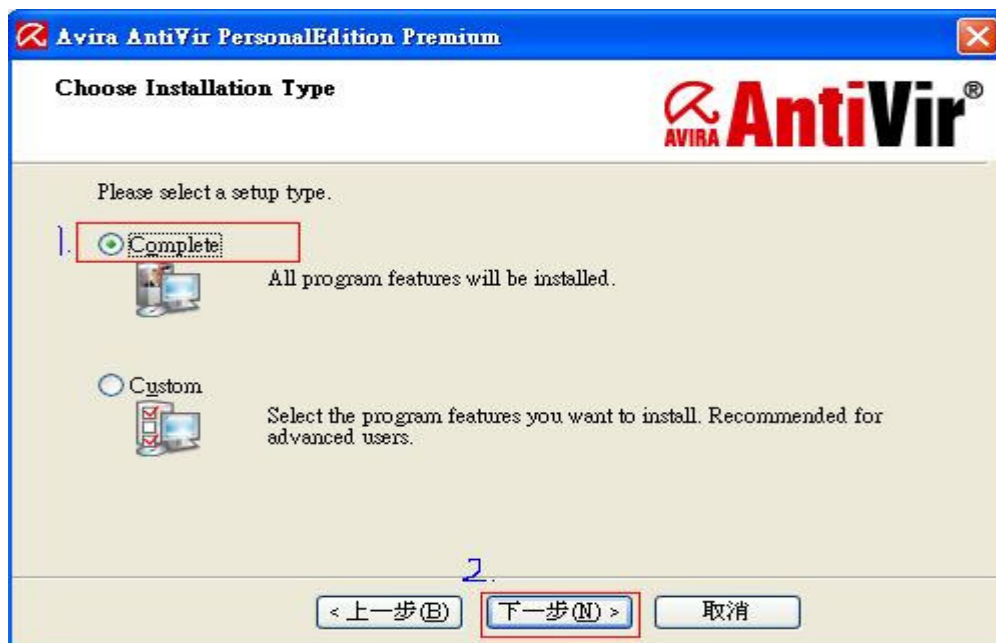 Avira AntiVir PersonalEdition Premium
Choose Installation Type
AVIRA AntiVir®
Please select a setup type.
1. Complete
All program features will be installed.
Custom
Select the program features you want to install. Recommended for
advanced users.
2.
<上一步(B) 下一步(N)> 取消